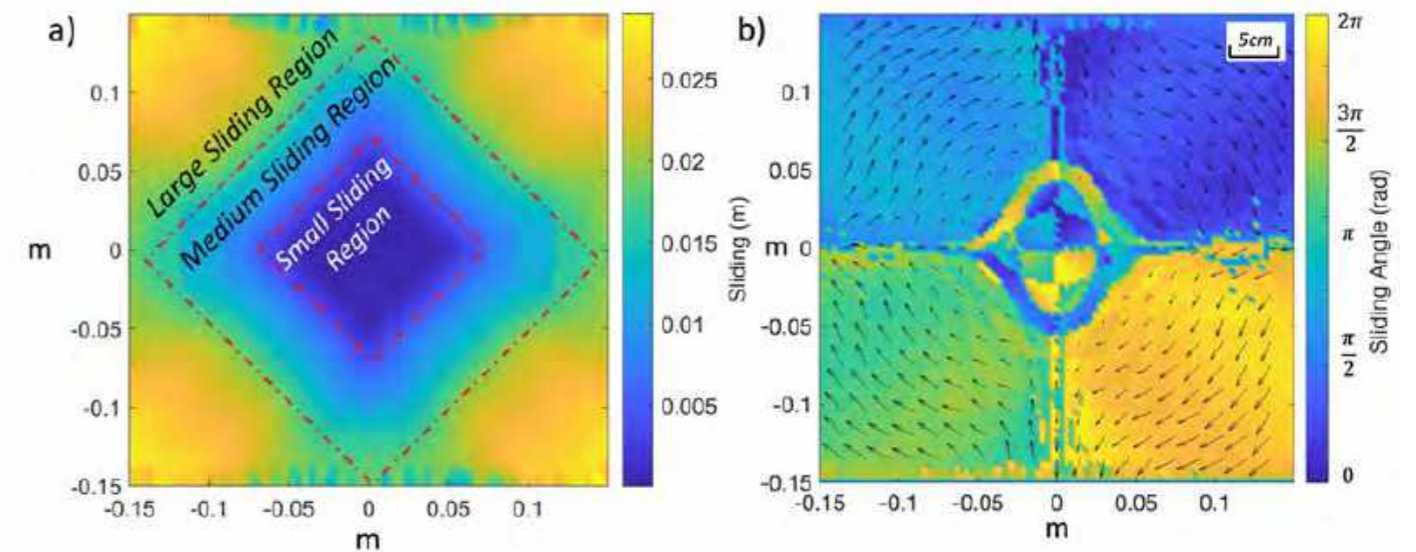 a)
Large Sliding Region
Medium Sliding Region
Small Sliding
Region
0.1
0.05
0
-0.05
-0.1
-0.15
m
-0.15
-0.1
-0.05
0
0.05
0.1
m
0.025
0.02
0.015
0.01
0.005
Sliding (m)
b)
5cm
0.1
0.05
0
-0.05
-0.1
-0.15
m
-0.15
-0.1
-0.05
0
0.05
0.1
m
2π
3π
2
π
π
2
0
Sliding Angle (rad)